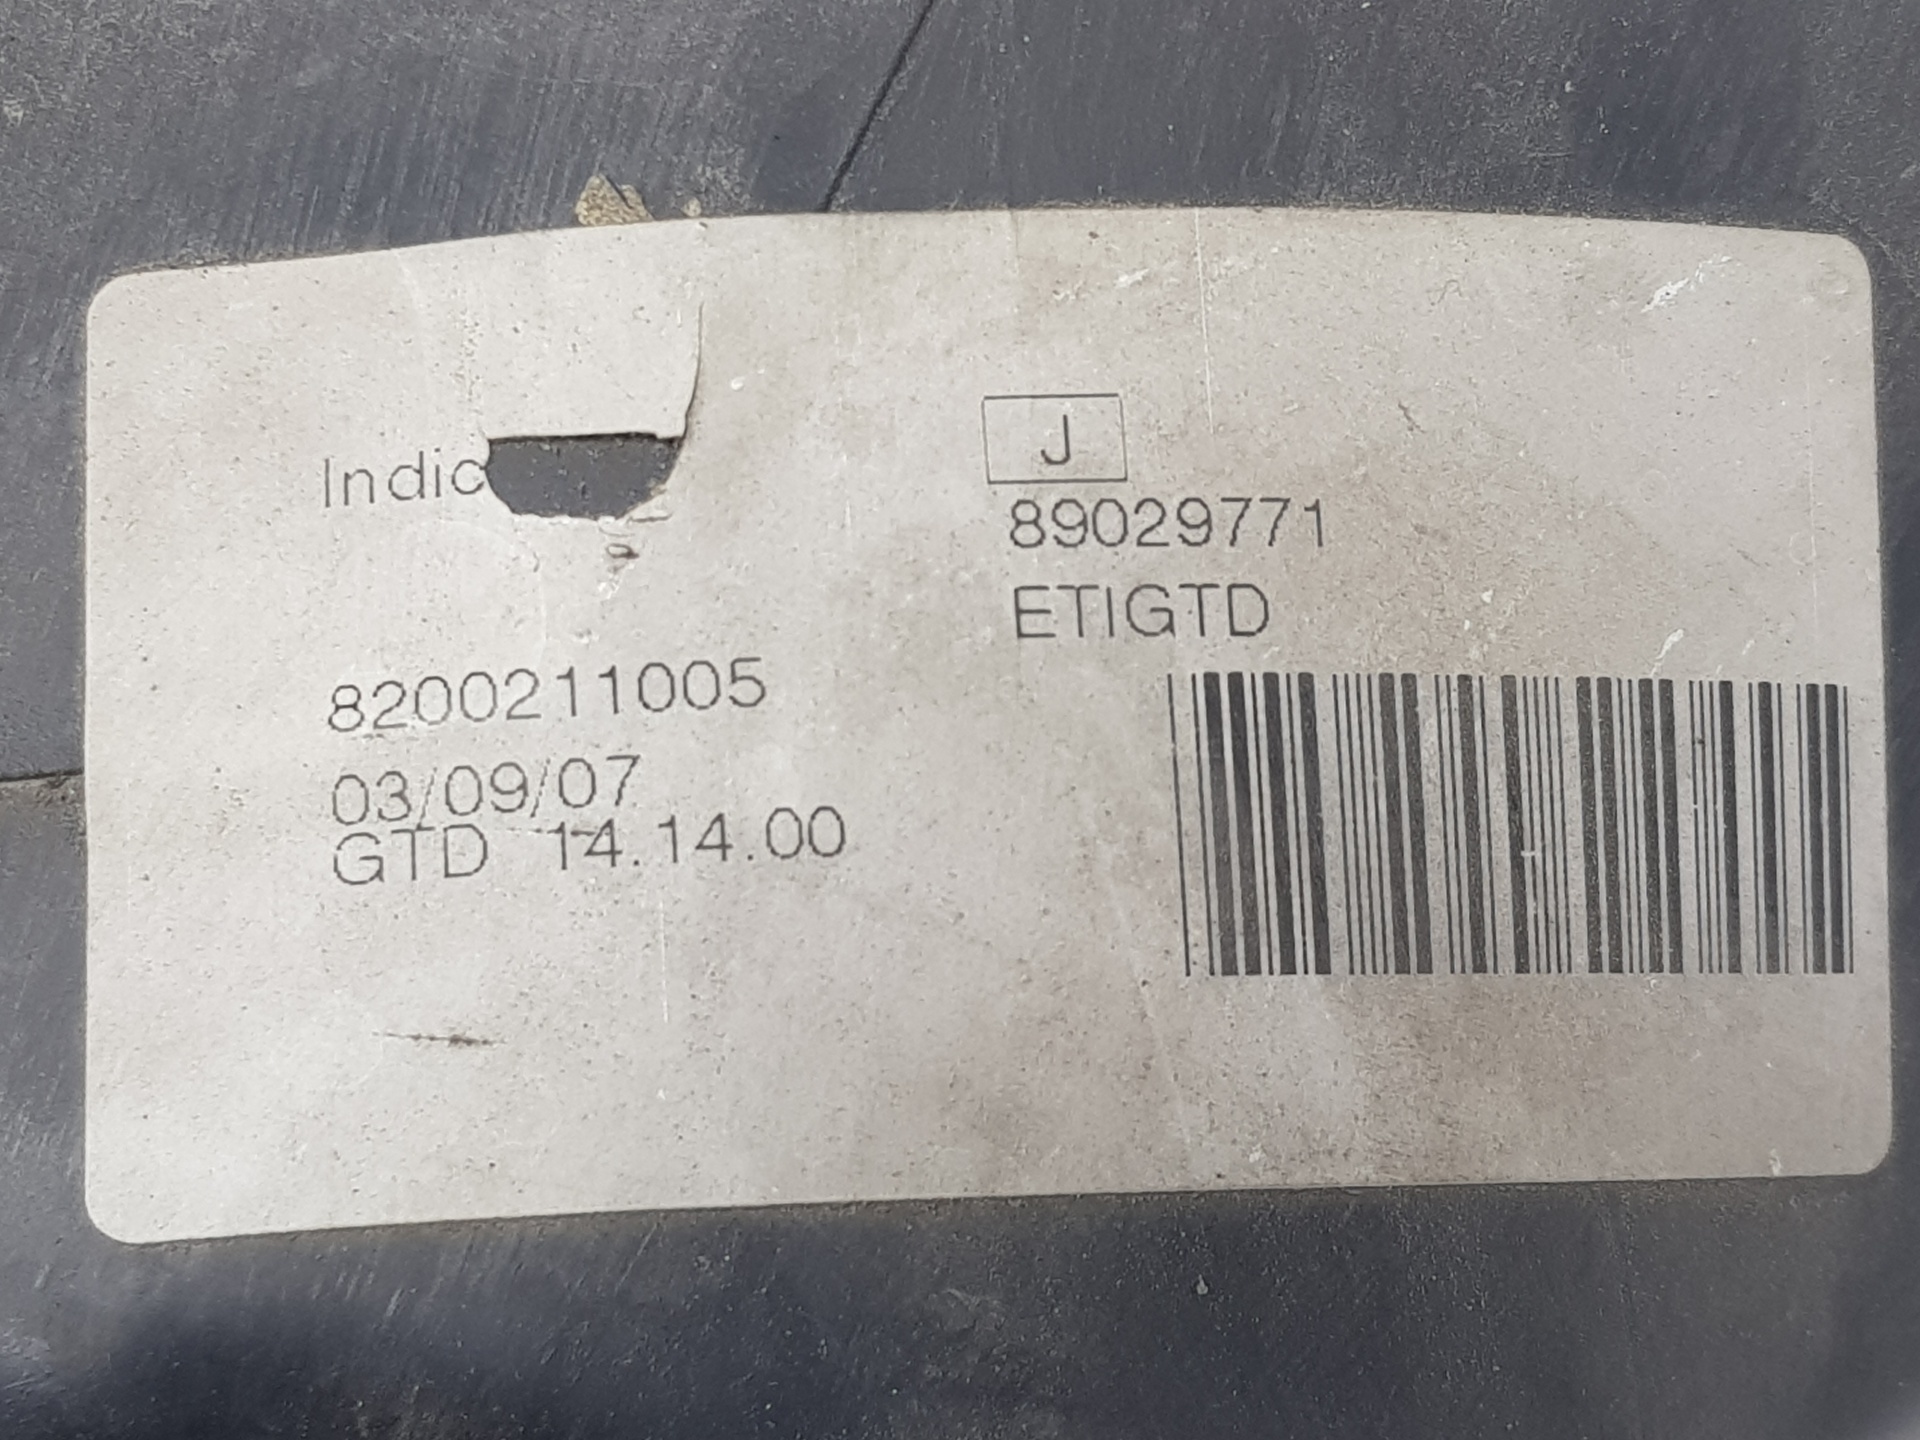 J
Indic
89029771
ETIGTD
8200211005
03/09/07
GTD 14.14.00